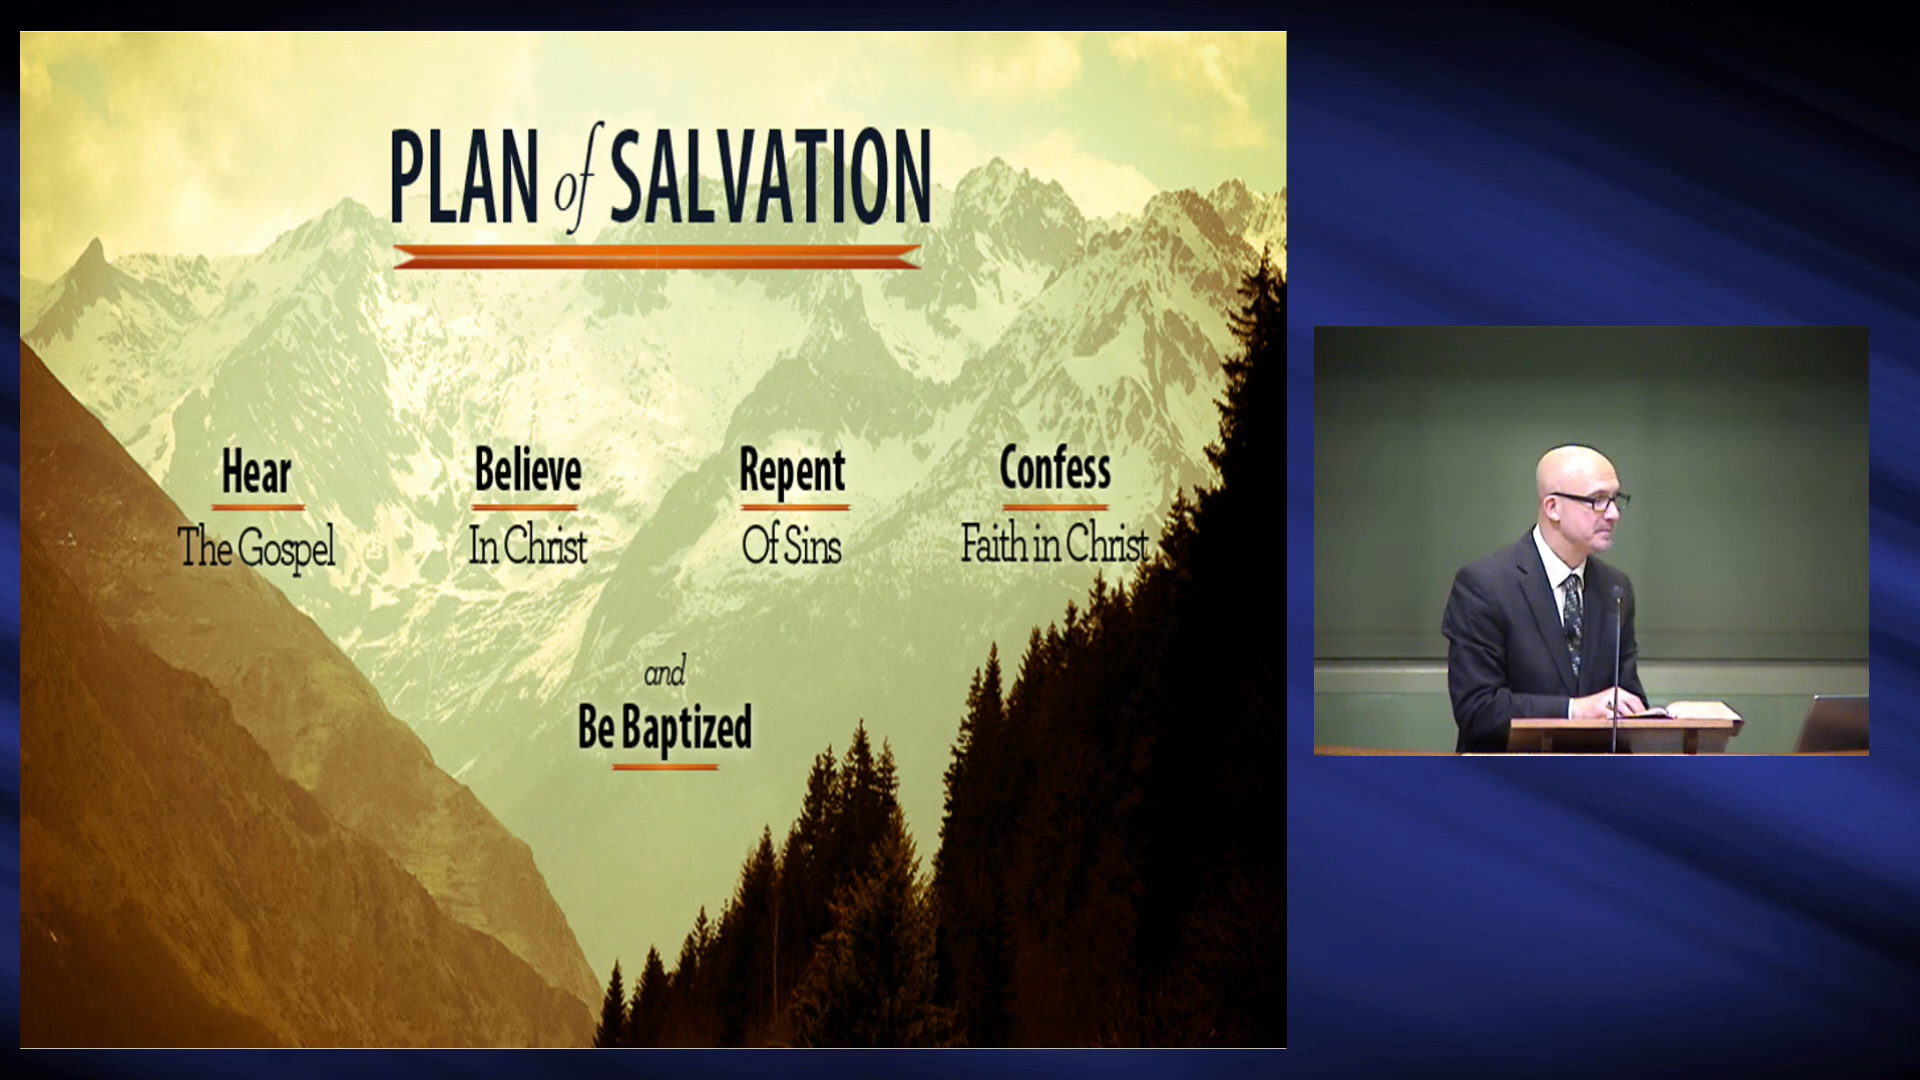 PLAN of SALVATION
Hear
The Gospel
Believe
In Christ
Repent
Of Sins
Confess
Faith in Christ
and
Be Baptized